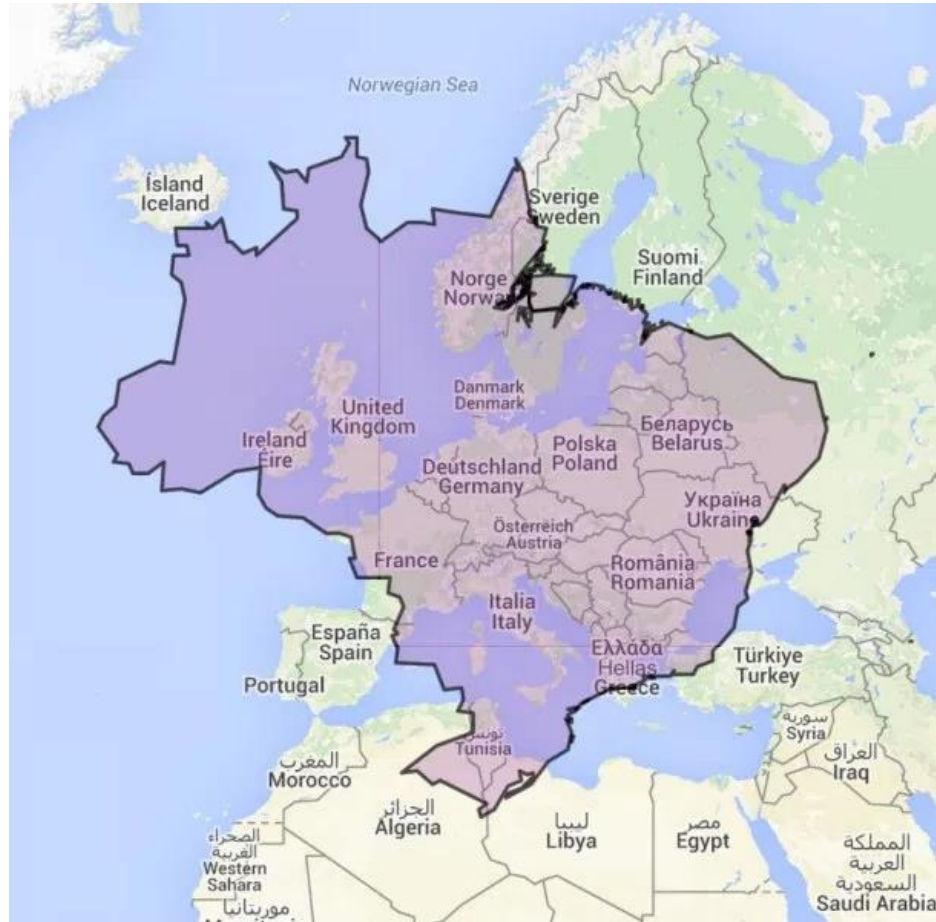 Norwegian Sea
Ísland
Iceland
Sverige
Sweden
Suomi
Finland
Norge
Norway
Danmark
Denmark
United
Kingdom
Ireland
Éire
Беларусь
Belarus
Polska
Poland
Deutschland
Germany
Україна
Ukraine
Österreich
Austria
France
România
Romania
Italia
Italy
España
Spain
Ελλάδα
Hellas
Greece
Türkiye
Turkey
Portugal
تونس
Tunisia
سورية
Syria
المغرب
Morocco
العراق
Iraq
الجزائر
Algeria
ليبيا
Libya
مصر
Egypt
الصحراء
الغربية
Western
Sahara
المملكة
العربية
السعودية
Saudi Arabia
موريتانيا